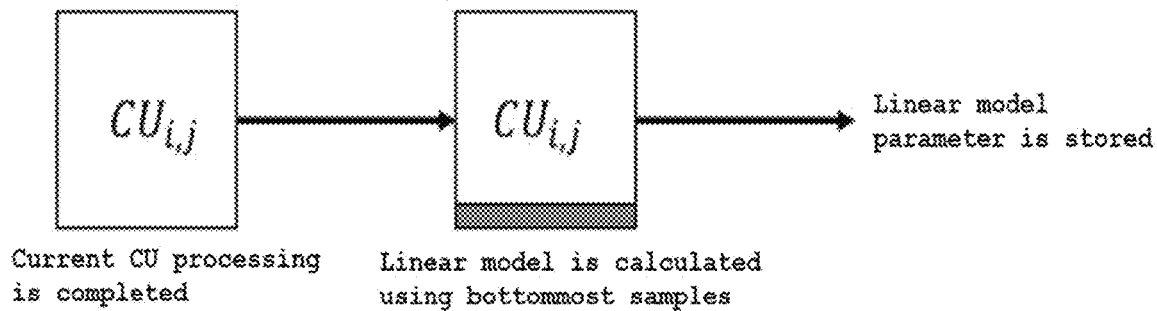 CU_{i,j}
CU_{i,j}
Linear model
parameter is stored
Current CU processing
is completed
Linear model is calculated
using bottommost samples